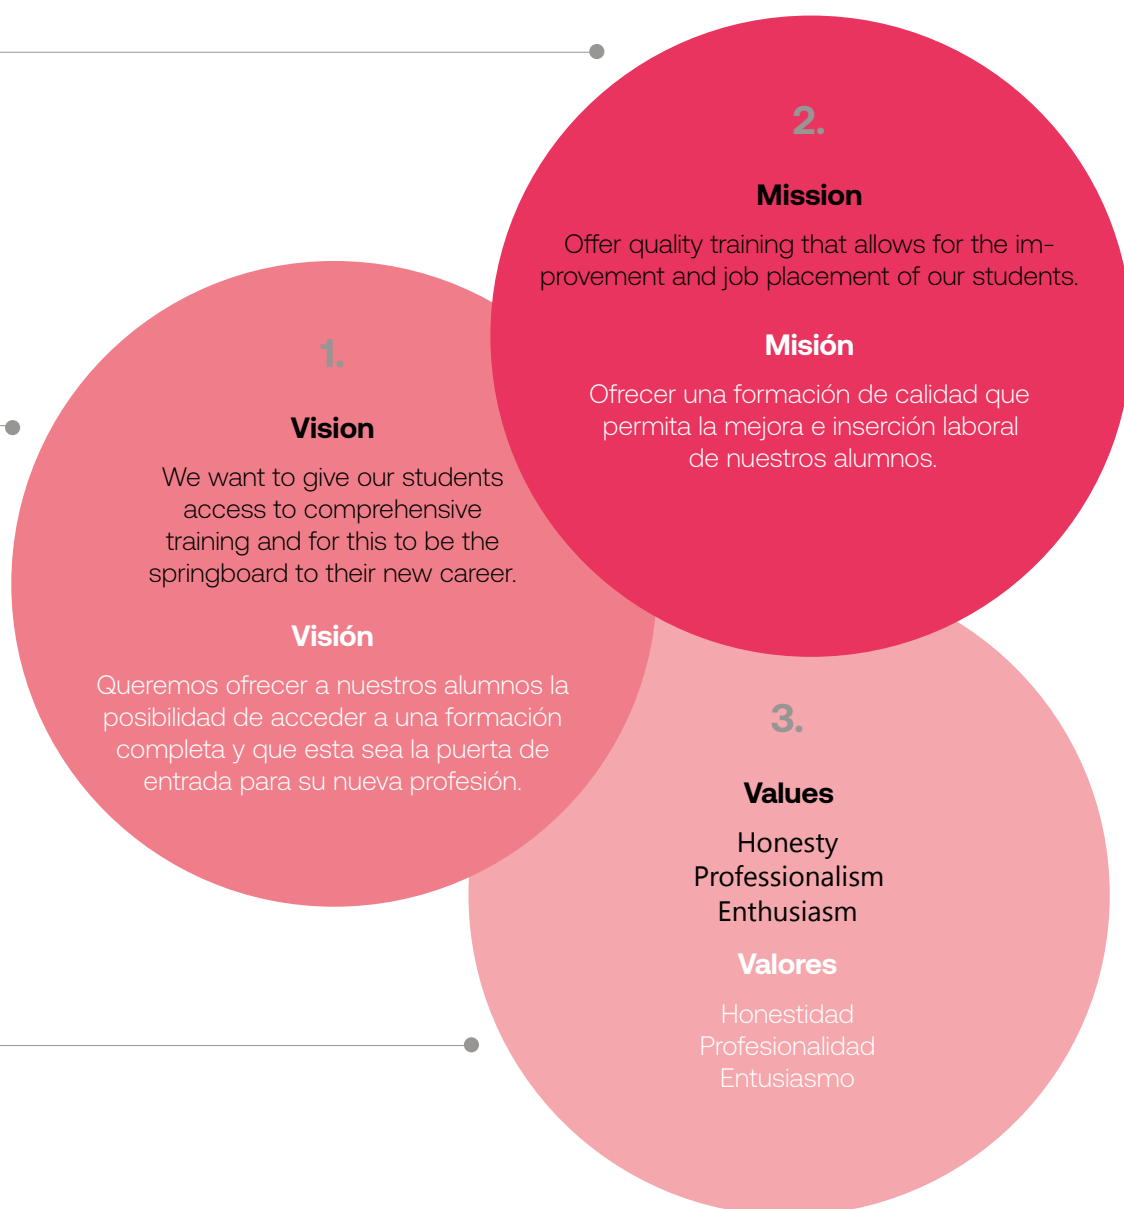 1.
Vision
We want to give our students
access to comprehensive
training and for this to be the
springboard to their new career.
Visión
Queremos ofrecer a nuestros alumnos la
posibilidad de acceder a una formación
completa y que esta sea la puerta de
entrada para su nueva profesión.
2.
Mission
Offer quality training that allows for the im-
provement and job placement of our students.
Misión
Ofrecer una formación de calidad que
permita la mejora e inserción laboral
de nuestros alumnos.
3.
Values
Honesty
Professionalism
Enthusiasm
Valores
Honestidad
Profesionalidad
Entusiasmo